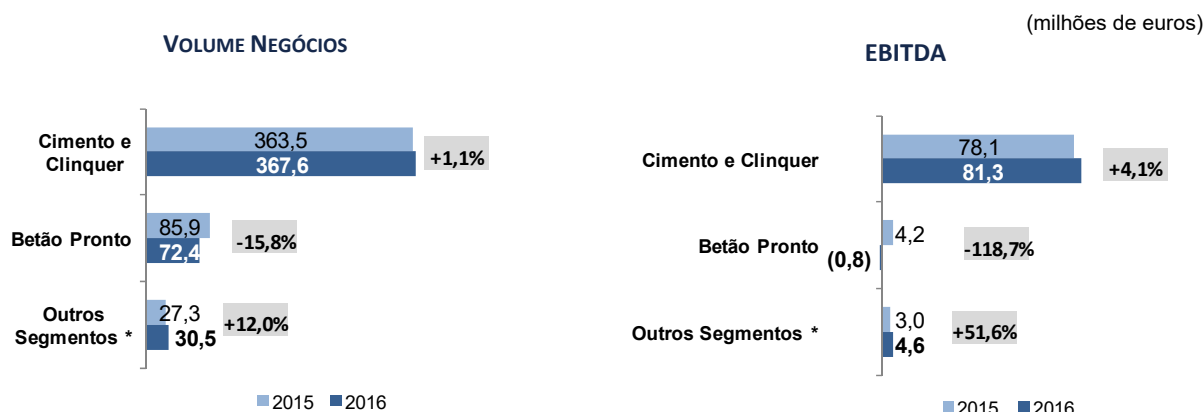 (milhões de euros)
VOLUME NEGÓCIOS
Cimento e
Clinquer
363,5
367,6
+1,1%
Betão Pronto
85,9
72,4
-15,8%
Outros
Segmentos *
27,3
30,5
+12,0%
2015 2016
EBITDA
Cimento e Clinquer
78,1
81,3
+4,1%
Betão Pronto
4,2
(0,8)
-118,7%
Outros Segmentos *
3,0
4,6
+51,6%
2015 2016